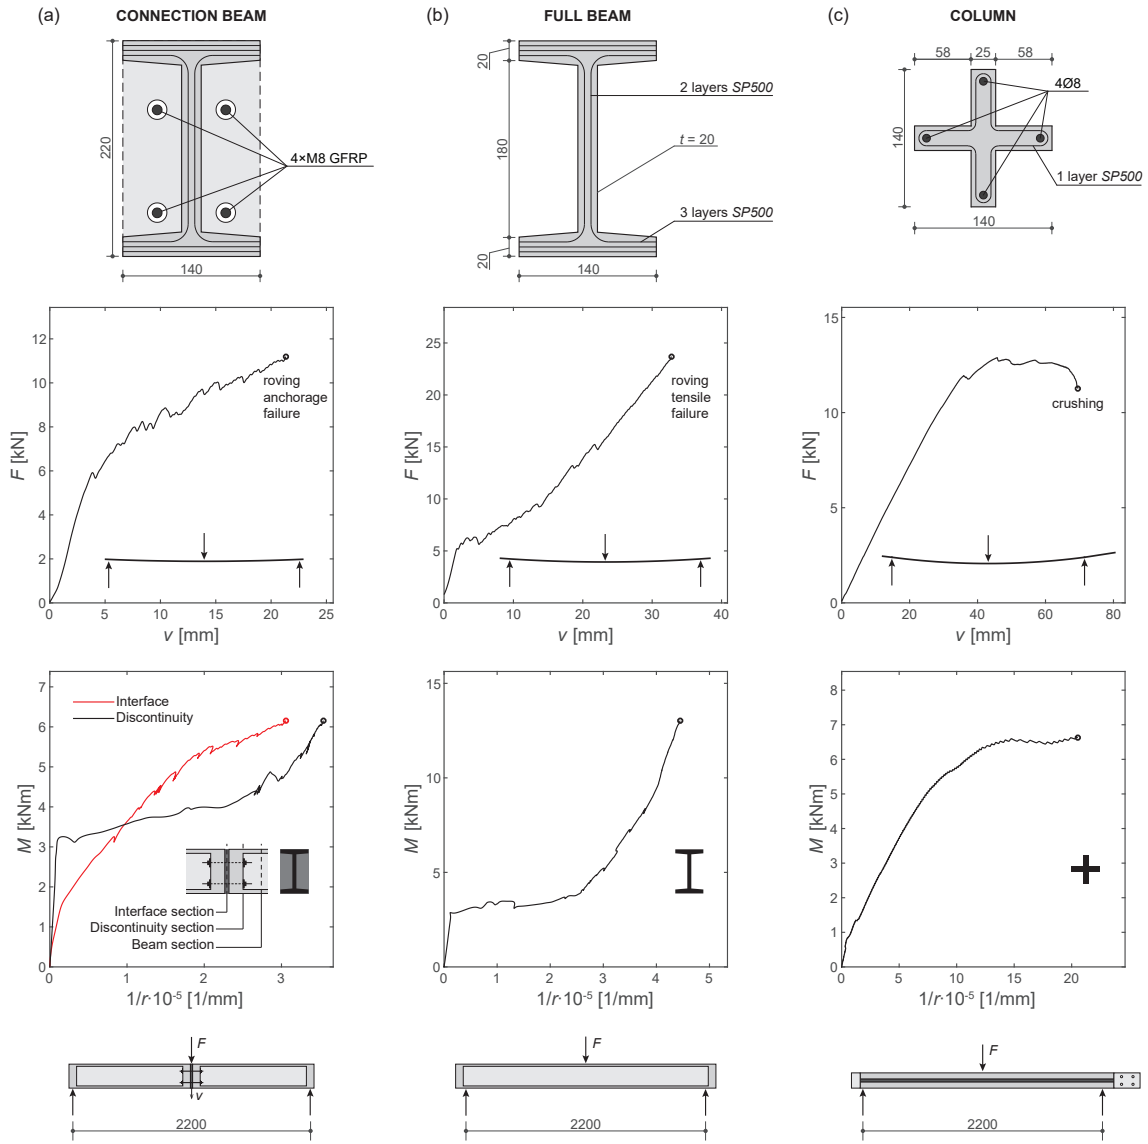 (a) CONNECTION BEAM
220
4×M8 GFRP
140
(b) FULL BEAM
20
180
20
2 layers SP500
t = 20
3 layers SP500
140
(c) COLUMN
58 25 58
140
4Ø8
1 layer SP500
140
F [kN]
12
10
8
6
4
2
0
roving
anchorage
failure
0 5 10 15 20 25
v [mm]
F [kN]
25
20
15
10
5
0
roving
tensile
failure
0 10 20 30
v [mm]
F [kN]
15
10
5
0
crushing
0 20 40 60 80
v [mm]
M [kNm]
7
6
5
4
3
2
1
0
Interface
Discontinuity
Interface section
Discontinuity section
Beam section
0 1 2 3
1/r·10-5 [1/mm]
M [kNm]
15
10
5
0
0 1 2 3 4 5
1/r·10-5 [1/mm]
M [kNm]
8
7
6
5
4
3
2
1
0
0 5 10 15 20
1/r·10-5 [1/mm]
F
v
2200
F
2200
F
2200